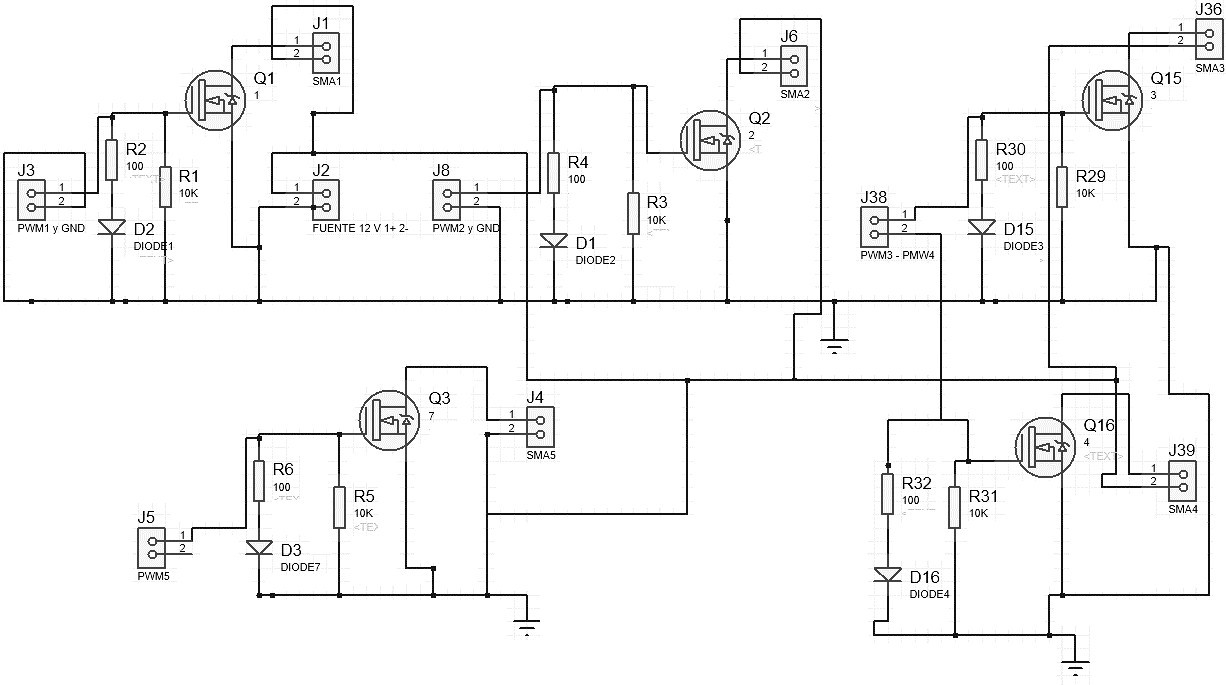 J1
1
2
SMA1
Q1
1
R2
100
R1
10K
J3
1
2
PWM1 y GND
D2
DIODE1
J2
1
2
FUENTE 12 V 1+ 2-
J8
1
2
PWM2 y GND
R4
100
R3
10K
D1
DIODE2
J6
1
2
SMA2
Q2
2
J36
1
2
SMA3
Q15
3
R30
100
<TEXT>
R29
10K
J38
1
2
PWM3 - PMW4
D15
DIODE3
Q3
7
J4
1
2
SMA5
R6
100
R5
10K
J5
1
2
PWM5
D3
DIODE7
Q16
4
<TEXT>
J39
1
2
SMA4
R32
100
R31
10K
D16
DIODE4